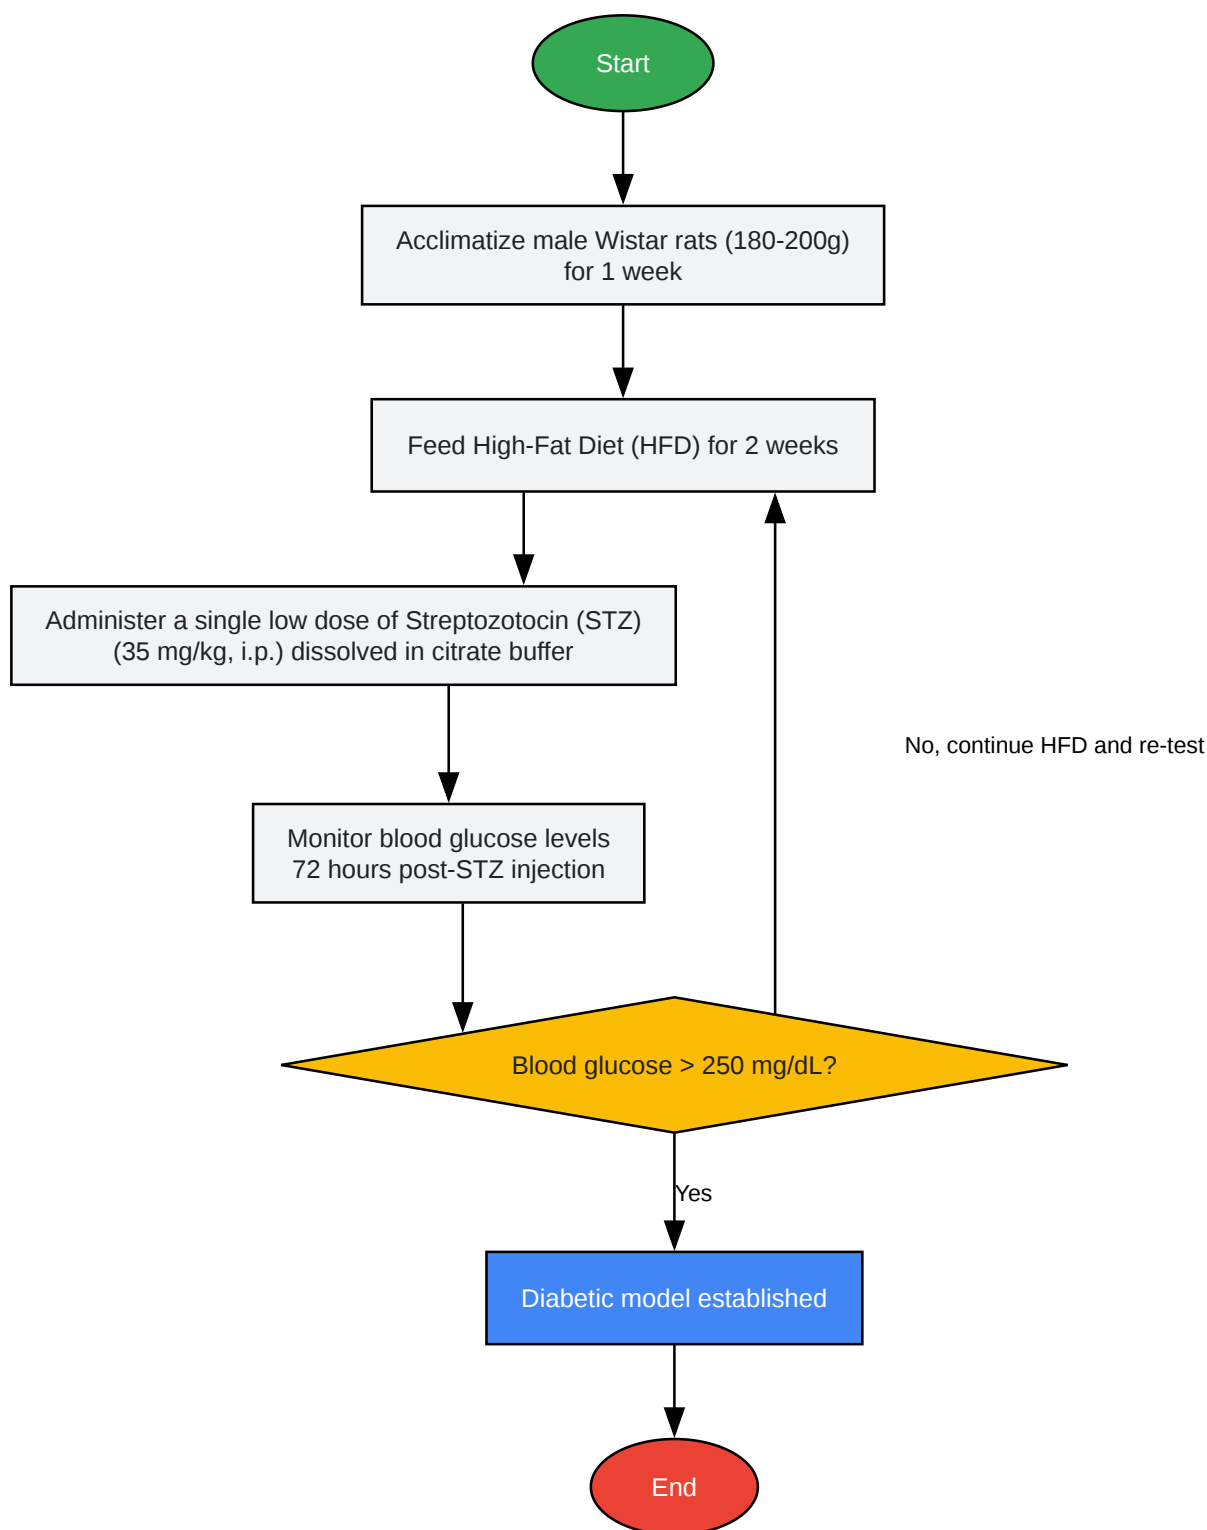 Start
Acclimatize male Wistar rats (180-200g)
for 1 week
Feed High-Fat Diet (HFD) for 2 weeks
Administer a single low dose of Streptozotocin (STZ)
(35 mg/kg, i.p.) dissolved in citrate buffer
No, continue HFD and re-test
Monitor blood glucose levels
72 hours post-STZ injection
Blood glucose > 250 mg/dL?
Yes
Diabetic model established
End